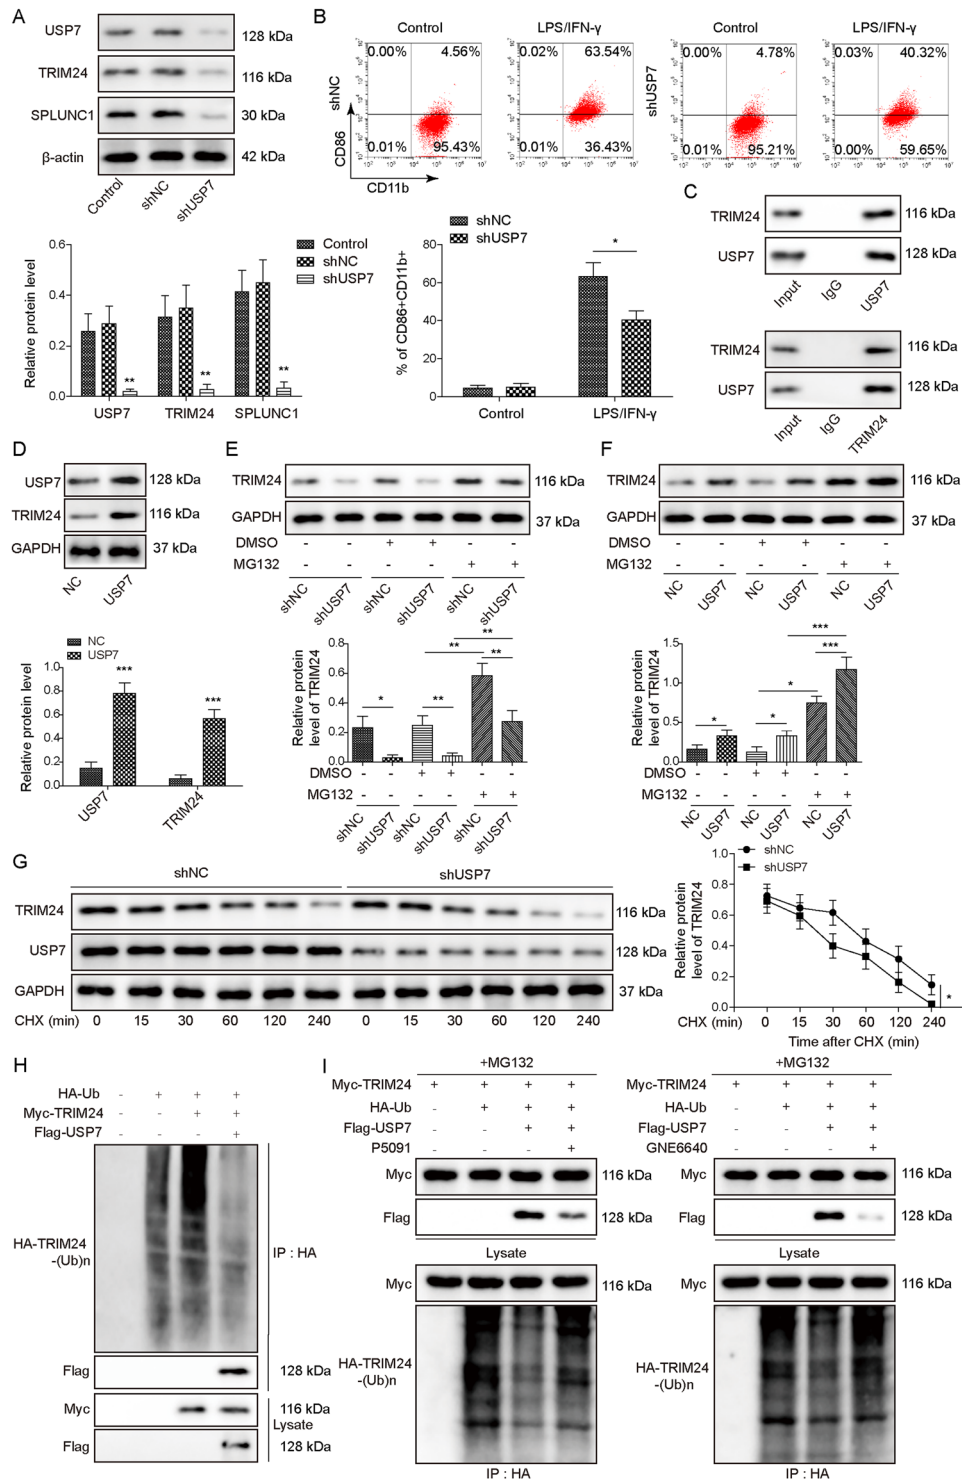 A
USP7
128 kDa
TRIM24
116 kDa
SPLUNC1
30 kDa
β-actin
42 kDa
Control
shNC
shUSP7
Relative protein level
0.6
0.4
0.2
0.0
Control
shNC
shUSP7
**
**
**
USP7
TRIM24
SPLUNC1
B
Control
LPS/IFN-γ
Control
LPS/IFN-γ
shNC
0.00% 4.56%
0.01% 95.43%
0.02% 63.54%
0.01% 36.43%
shUSP7
0.00% 4.78%
0.01% 95.21%
0.03% 40.32%
0.00% 59.65%
CD86
CD11b
% of CD86+CD11b+
80
60
40
20
0
shNC
shUSP7
*
Control
LPS/IFN-γ
C
TRIM24
116 kDa
USP7
128 kDa
Input
IgG
USP7
TRIM24
116 kDa
USP7
128 kDa
Input
IgG
TRIM24
D
USP7
128 kDa
TRIM24
116 kDa
GAPDH
37 kDa
NC
USP7
NC
USP7
Relative protein level
1.0
0.8
0.6
0.4
0.2
0.0
***
***
USP7
TRIM24
E
TRIM24
116 kDa
GAPDH
37 kDa
DMSO - - + + - -
MG132 - - - - + +
shNC shUSP7 shNC shUSP7 shNC shUSP7
Relative protein
level of TRIM24
0.8
0.6
0.4
0.2
0.0
*
**
**
**
**
DMSO - - + + - -
MG132 - - - - + +
shNC shUSP7 shNC shUSP7 shNC shUSP7
F
TRIM24
116 kDa
GAPDH
37 kDa
DMSO - - + + - -
MG132 - - - - + +
NC USP7 NC USP7 NC USP7
Relative protein
level of TRIM24
1.5
1.0
0.5
0.0
*
*
*
***
***
DMSO - - + + - -
MG132 - - - - + +
NC USP7 NC USP7 NC USP7
G
shNC
shUSP7
TRIM24
116 kDa
USP7
128 kDa
GAPDH
37 kDa
CHX (min) 0 15 30 60 120 240 0 15 30 60 120 240
shNC
shUSP7
Relative protein
level of TRIM24
1.0
0.8
0.6
0.4
0.2
0.0
*
CHX (min) 0 15 30 60 120 240
Time after CHX (min)
H
HA-Ub - + + +
Myc-TRIM24 - - + +
Flag-USP7 - - - +
HA-TRIM24
-(Ub)n
IP : HA
Flag
128 kDa
Myc
116 kDa
Lysate
Flag
128 kDa
I
+MG132
Myc-TRIM24 + + + +
HA-Ub - + + +
Flag-USP7 - - + +
P5091 - - - +
Myc
116 kDa
Flag
128 kDa
Lysate
Myc
116 kDa
HA-TRIM24
-(Ub)n
IP : HA
+MG132
Myc-TRIM24 + + + +
HA-Ub - + + +
Flag-USP7 - - + +
GNE6640 - - - +
Myc
116 kDa
Flag
128 kDa
Lysate
Myc
116 kDa
HA-TRIM24
-(Ub)n
IP : HA